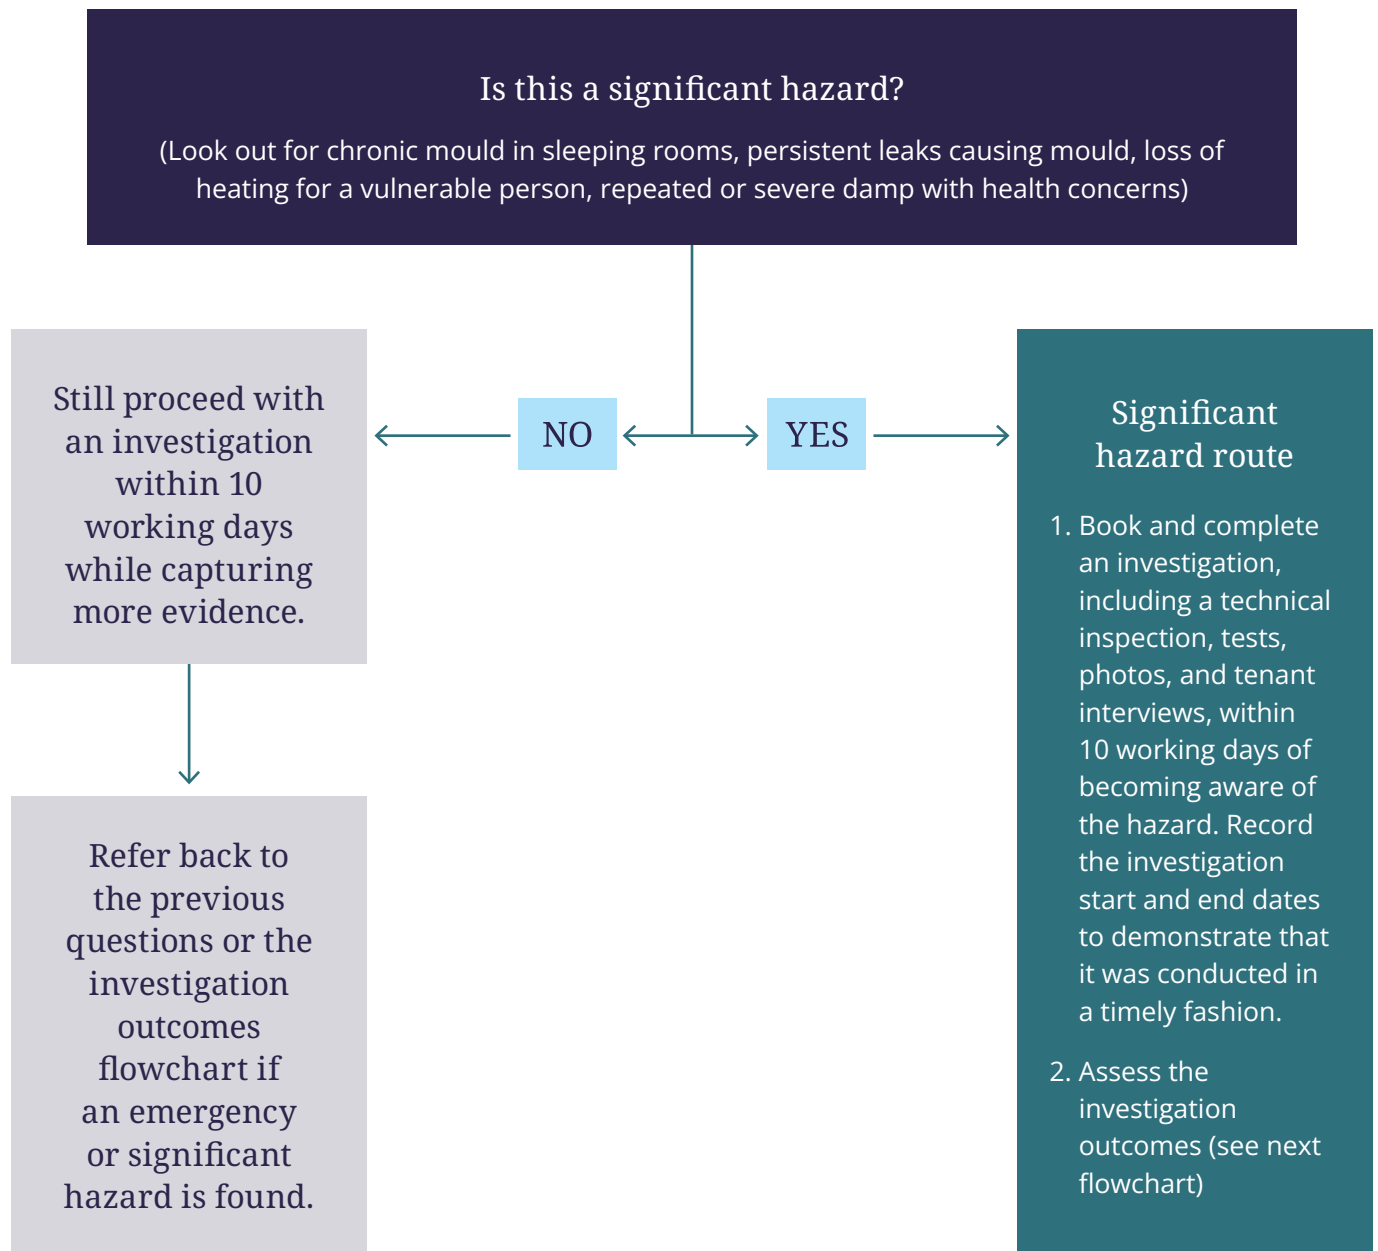 Is this a significant hazard?
(Look out for chronic mould in sleeping rooms, persistent leaks causing mould, loss of
heating for a vulnerable person, repeated or severe damp with health concerns)
NO
YES
Still proceed with
an investigation
within 10
working days
while capturing
more evidence.
Refer back to
the previous
questions or the
investigation
outcomes
flowchart if
an emergency
or significant
hazard is found.
Significant
hazard route
1. Book and complete
an investigation,
including a technical
inspection, tests,
photos, and tenant
interviews, within
10 working days of
becoming aware of
the hazard. Record
the investigation
start and end dates
to demonstrate that
it was conducted in
a timely fashion.
2. Assess the
investigation
outcomes (see next
flowchart)